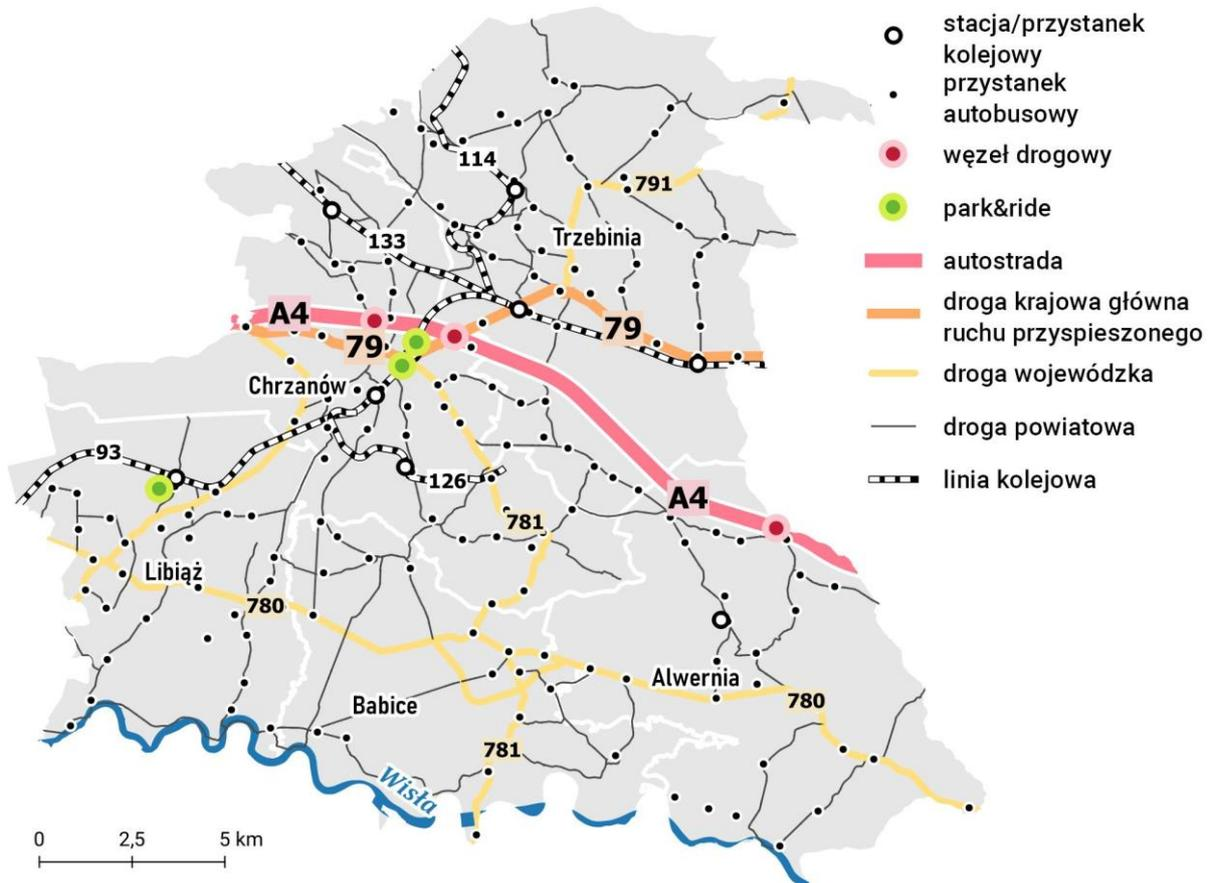 stacja/przystanek
kolejowy
przystanek
autobusowy
węzeł drogowy
park&ride
autostrada
droga krajowa główna
ruchu przyspieszonego
droga wojewódzka
droga powiatowa
linia kolejowa
114
791
133
Trzebinia
A4
79
79
Chrzanów
93
126
A4
781
Libiąż
780
Alwernia
780
Babice
781
Wisła
0 2,5 5 km